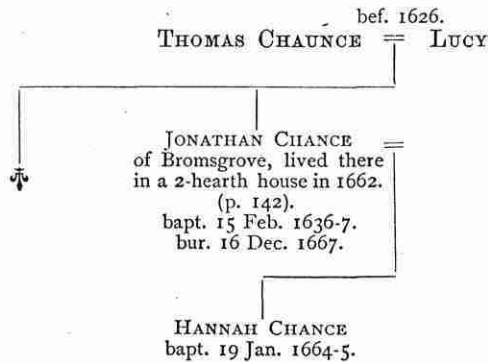 bef. 1626.
THOMAS CHAUNCE = LUCY
JONATHAN CHANCE =
of Bromsgrove, lived there
in a 2-hearth house in 1662.
(p. 142).
bapt. 15 Feb. 1636-7.
bur. 16 Dec. 1667.
HANNAH CHANCE
bapt. 19 Jan. 1664-5.